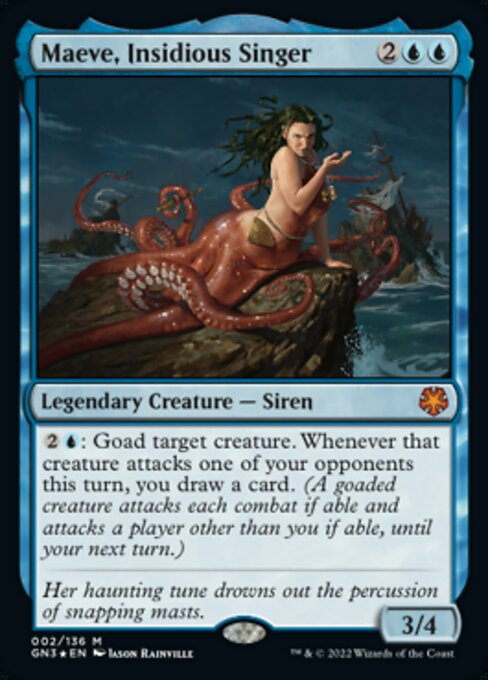 Maeve, Insidious Singer 2
Legendary Creature — Siren
2 : Goad target creature. Whenever that
creature attacks one of your opponents
this turn, you draw a card. (A goaded
creature attacks each combat if able and
attacks a player other than you if able, until
your next turn.)
Her haunting tune drowns out the percussion
of snapping masts.
3/4
002/136 M
GN3★EN Jason Rainville
™ & © 2022 Wizards of the Coast